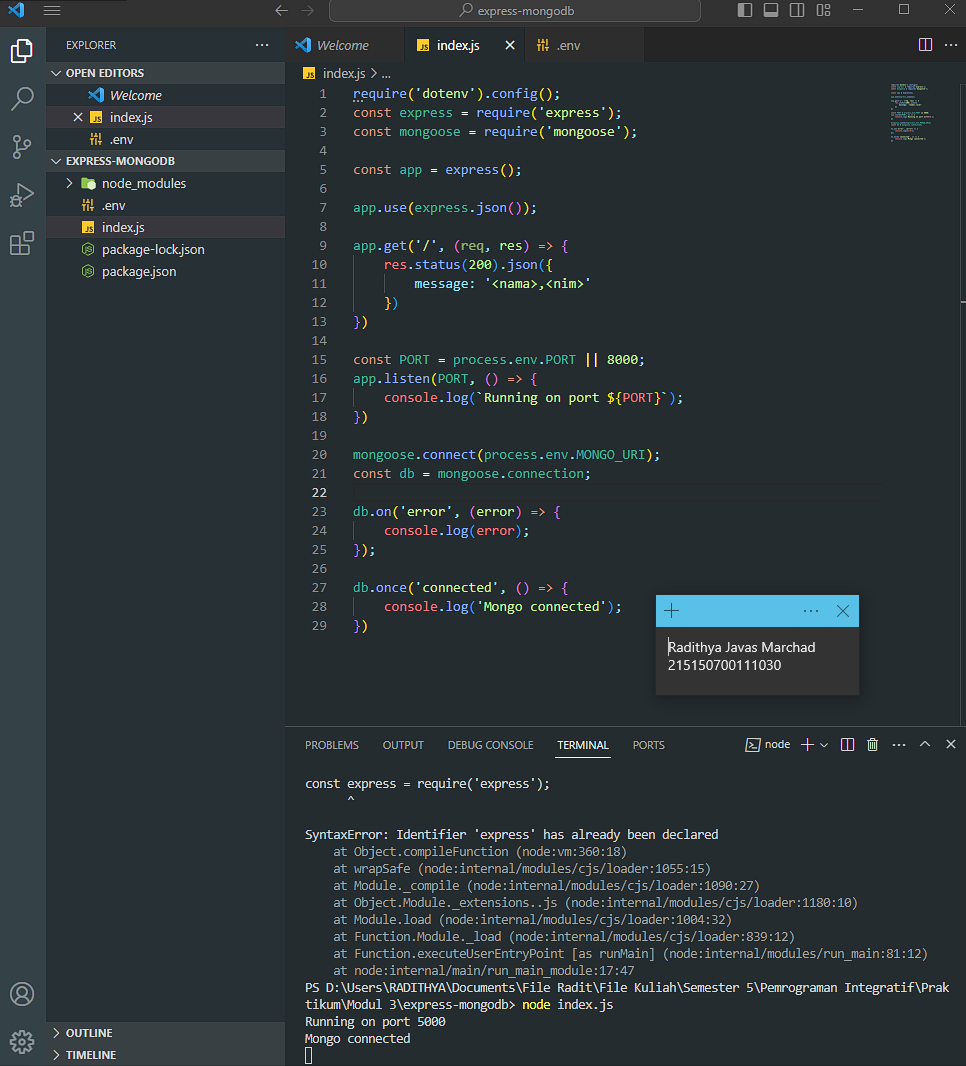 express-mongodb
EXPLORER
OPEN EDITORS
Welcome
index.js
.env
EXPRESS-MONGODB
node_modules
.env
index.js
package-lock.json
package.json
OUTLINE
TIMELINE
Welcome
index.js
.env
index.js > ...
1 require('dotenv').config();
2 const express = require('express');
3 const mongoose = require('mongoose');
4
5 const app = express();
6
7 app.use(express.json());
8
9 app.get('/', (req, res) => {
10 res.status(200).json({
11 message: '<nama>,<nim>'
12 })
13 })
14
15 const PORT = process.env.PORT || 8000;
16 app.listen(PORT, () => {
17 console.log(`Running on port ${PORT}`);
18 })
19
20 mongoose.connect(process.env.MONGO_URI);
21 const db = mongoose.connection;
22
23 db.on('error', (error) => {
24 console.log(error);
25 });
26
27 db.once('connected', () => {
28 console.log('Mongo connected');
29 })
Radithya Javas Marchad
215150700111030
PROBLEMS OUTPUT DEBUG CONSOLE TERMINAL PORTS
node
const express = require('express');
^
SyntaxError: Identifier 'express' has already been declared
at Object.compileFunction (node:vm:360:18)
at wrapSafe (node:internal/modules/cjs/loader:1055:15)
at Module._compile (node:internal/modules/cjs/loader:1090:27)
at Object.Module._extensions..js (node:internal/modules/cjs/loader:1180:10)
at Module.load (node:internal/modules/cjs/loader:1004:32)
at Function.Module._load (node:internal/modules/cjs/loader:839:12)
at Function.executeUserEntryPoint [as runMain] (node:internal/modules/run_main:81:12)
at node:internal/main/run_main_module:17:47
PS D:\Users\RADITHYA\Documents\File Radit\File Kuliah\Semester 5\Pemrograman Integratif\Prak
tikum\Modul 3\express-mongodb> node index.js
Running on port 5000
Mongo connected